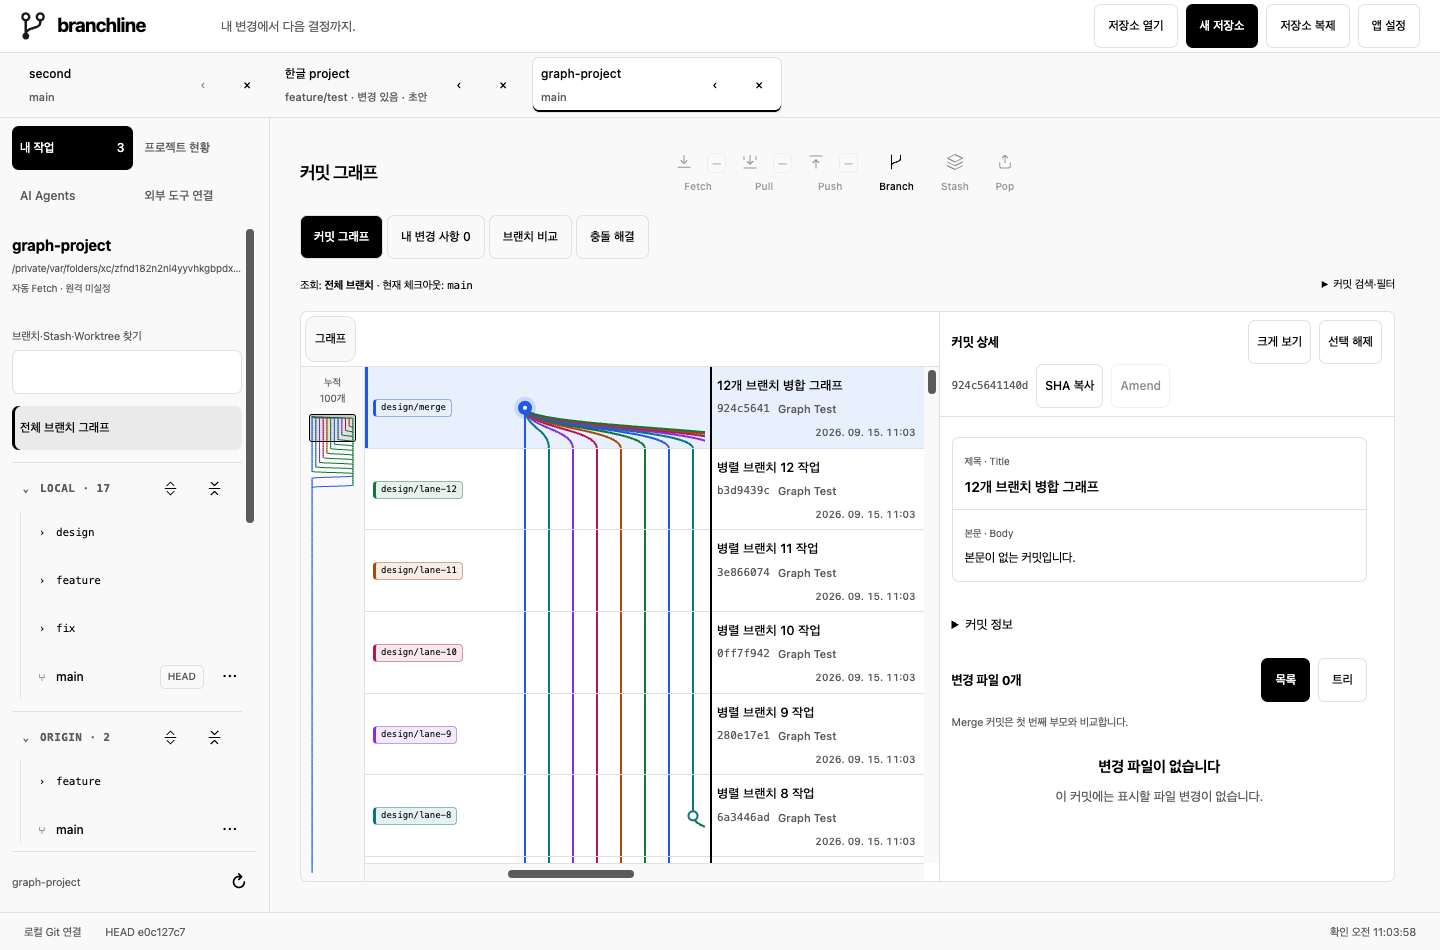 branchline
내 변경에서 다음 결정까지.
저장소 열기
새 저장소
저장소 복제
앱 설정
second
main
한글 project
feature/test · 변경 있음 · 초안
graph-project
main
내 작업 3
프로젝트 현황
AI Agents
외부 도구 연결
graph-project
/private/var/folders/xc/zfnd182n2nl4yyvhkgbpdx...
자동 Fetch · 원격 미설정
브랜치·Stash·Worktree 찾기
전체 브랜치 그래프
LOCAL · 17
design
feature
fix
main HEAD
ORIGIN · 2
feature
main
graph-project
커밋 그래프
Fetch
Pull
Push
Branch
Stash
Pop
커밋 그래프
내 변경 사항 0
브랜치 비교
충돌 해결
조회: 전체 브랜치 · 현재 체크아웃: main
커밋 검색·필터
그래프
누적
100개
design/merge
12개 브랜치 병합 그래프
924c5641 Graph Test
2026. 09. 15. 11:03
design/lane-12
병렬 브랜치 12 작업
b3d9439c Graph Test
2026. 09. 15. 11:03
design/lane-11
병렬 브랜치 11 작업
3e866074 Graph Test
2026. 09. 15. 11:03
design/lane-10
병렬 브랜치 10 작업
0ff7f942 Graph Test
2026. 09. 15. 11:03
design/lane-9
병렬 브랜치 9 작업
280e17e1 Graph Test
2026. 09. 15. 11:03
design/lane-8
병렬 브랜치 8 작업
6a3446ad Graph Test
2026. 09. 15. 11:03
커밋 상세
크게 보기
선택 해제
924c5641140d
SHA 복사
Amend
제목 · Title
12개 브랜치 병합 그래프
본문 · Body
본문이 없는 커밋입니다.
커밋 정보
변경 파일 0개
목록
트리
Merge 커밋은 첫 번째 부모와 비교합니다.
변경 파일이 없습니다
이 커밋에는 표시할 파일 변경이 없습니다.
로컬 Git 연결
HEAD e0c127c7
확인 오전 11:03:58